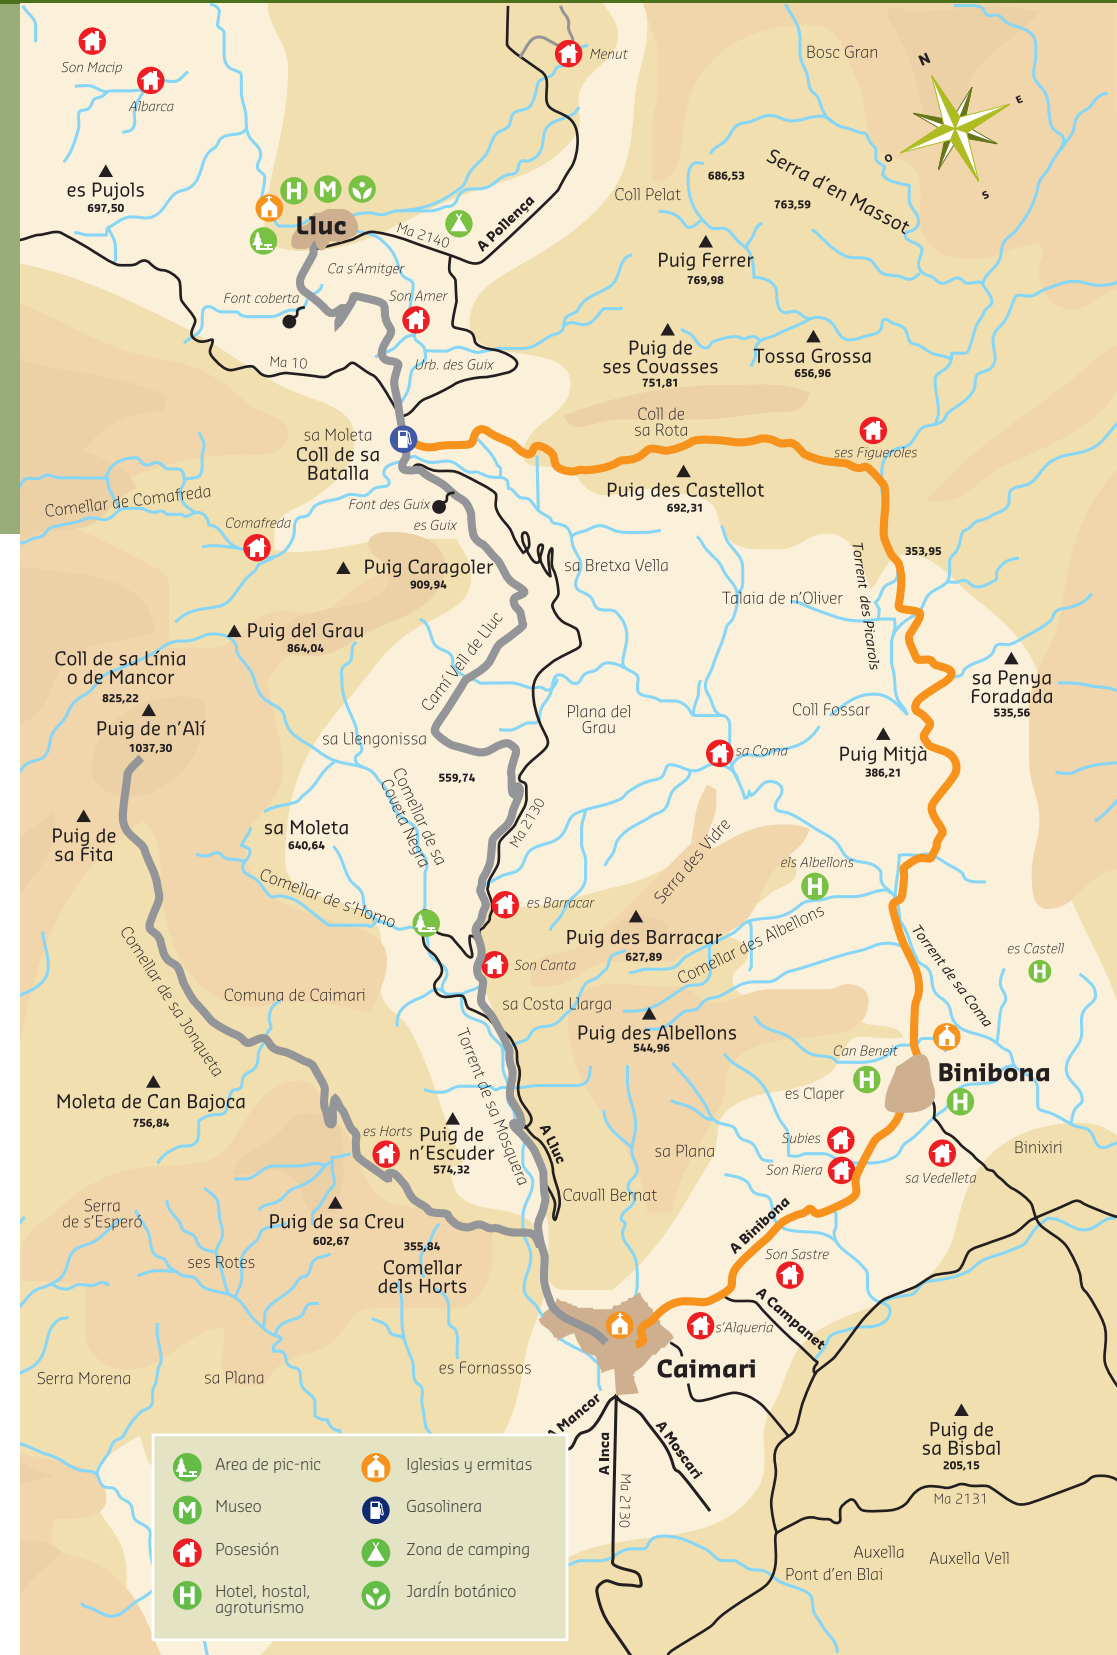 Son Macip
Albarca
Menut
Bosc Gran
N
E
O
S
es Pujols
697,50
H
M
Lluc
Ma 2140
A Pollença
Coll Pelat
686,53
Serra d'en Massot
763,59
Puig Ferrer
769,98
Ca s'Amitger
Font coberta
Son Amer
Ma 10
Urb. des Guix
Puig de
ses Covasses
751,81
Tossa Grossa
656,96
Coll de
sa Rota
sa Moleta
Coll de sa
Batalla
ses Figueroles
Puig des Castellot
692,31
Comellar de Comafreda
Font des Guix
es Guix
Comafreda
Puig Caragoler
909,94
sa Bretxa Vella
Torrent des Picarols
353,95
Talaia de n'Oliver
Puig del Grau
864,04
Camí Vell de Lluc
Coll de sa Línia
o de Mancor
825,22
Puig de n'Alí
1037,30
sa Penya
Foradada
535,56
Plana del
Grau
Coll Fossar
sa Llengonissa
sa Coma
Puig Mitjà
386,21
559,74
Comellar de sa
Coveta Negra
Ma 2130
Puig de
sa Fita
sa Moleta
640,64
Serra des Vidre
els Albellons
H
Comellar de s'Homo
es Barracar
Puig des Barracar
627,89
Comellar des Albellons
Comellar de sa Jonqueta
Son Canta
Torrent de sa Coma
es Castell
H
Comuna de Caimari
sa Costa Llarga
Puig des Albellons
544,96
Torrent de sa Mosquera
Can Beneit
H
es Claper
Binibona
H
Moleta de Can Bajoca
756,84
es Horts
Puig de
n'Escuder
574,32
A Lluc
sa Plana
Subies
Son Riera
sa Vedelleta
Binixiri
Cavall Bernat
Serra
de s'Esperó
Puig de sa Creu
602,67
355,84
ses Rotes
Comellar
dels Horts
A Binibona
Son Sastre
A Campanet
s'Alqueria
Caimari
es Fornassos
Serra Morena
sa Plana
A Mancor
A Inca
A Moscari
Ma 2130
Puig de
sa Bisbal
205,15
Ma 2131
Auxella
Auxella Vell
Pont d'en Blai
Area de pic-nic
Iglesias y ermitas
M
Museo
Gasolinera
Posesión
Zona de camping
H
Hotel, hostal,
agroturismo
JardÍn botánico